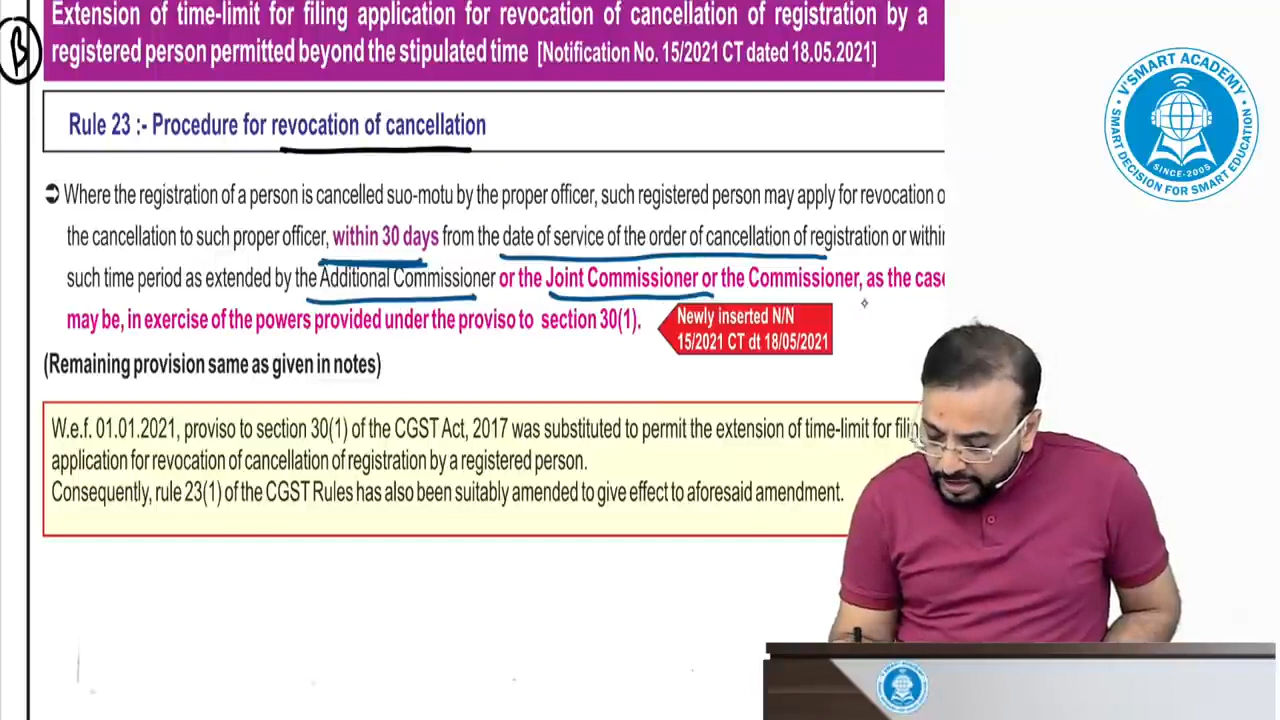 Extension of time-limit for filing application for revocation of cancellation of registration by a
registered person permitted beyond the stipulated time [Notification No. 15/2021 CT dated 18.05.2021]
B
Rule 23 :- Procedure for revocation of cancellation
➲ Where the registration of a person is cancelled suo-motu by the proper officer, such registered person may apply for revocation o
the cancellation to such proper officer, within 30 days from the date of service of the order of cancellation of registration or within
such time period as extended by the Additional Commissioner or the Joint Commissioner or the Commissioner, as the case
may be, in exercise of the powers provided under the proviso to section 30(1).
Newly inserted N/N
15/2021 CT dt 18/05/2021
(Remaining provision same as given in notes)
W.e.f. 01.01.2021, proviso to section 30(1) of the CGST Act, 2017 was substituted to permit the extension of time-limit for filin
application for revocation of cancellation of registration by a registered person.
Consequently, rule 23(1) of the CGST Rules has also been suitably amended to give effect to aforesaid amendment.
V'SMART ACADEMY
SINCE-2005
SMART DECISION FOR SMART EDUCATION